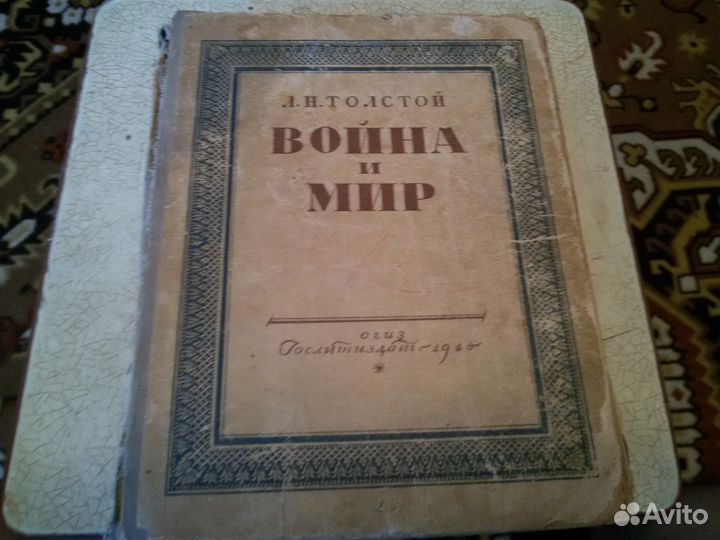 Л.Н.ТОЛСТОЙ
ВОЙНА
И
МИР
ОГИЗ
Гослитиздат-
Avito